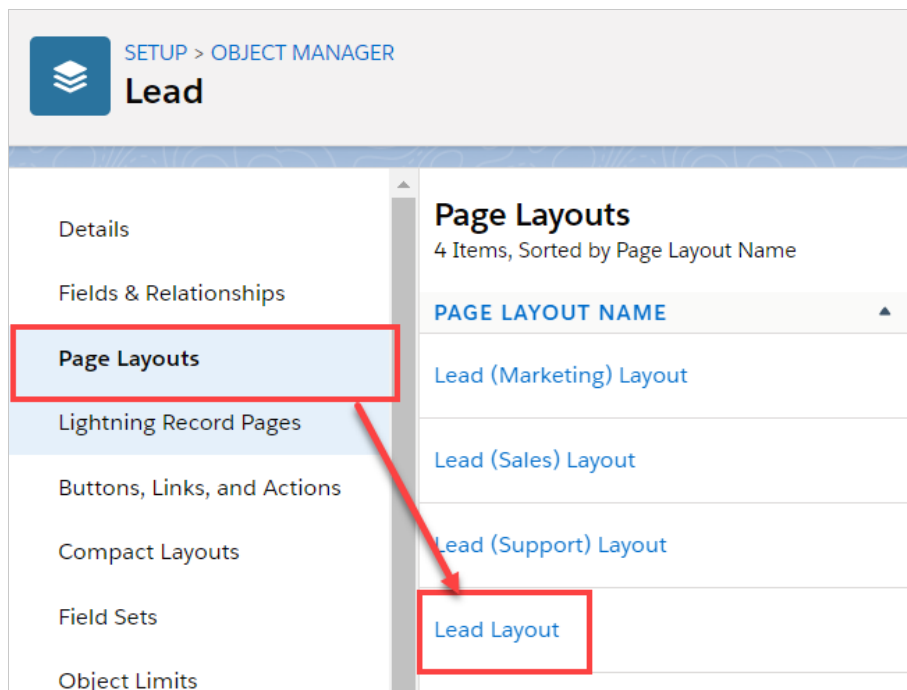 SETUP > OBJECT MANAGER
Lead
Details
Fields & Relationships
Page Layouts
Lightning Record Pages
Buttons, Links, and Actions
Compact Layouts
Field Sets
Object Limits
Page Layouts
4 Items, Sorted by Page Layout Name
PAGE LAYOUT NAME
Lead (Marketing) Layout
Lead (Sales) Layout
Lead (Support) Layout
Lead Layout